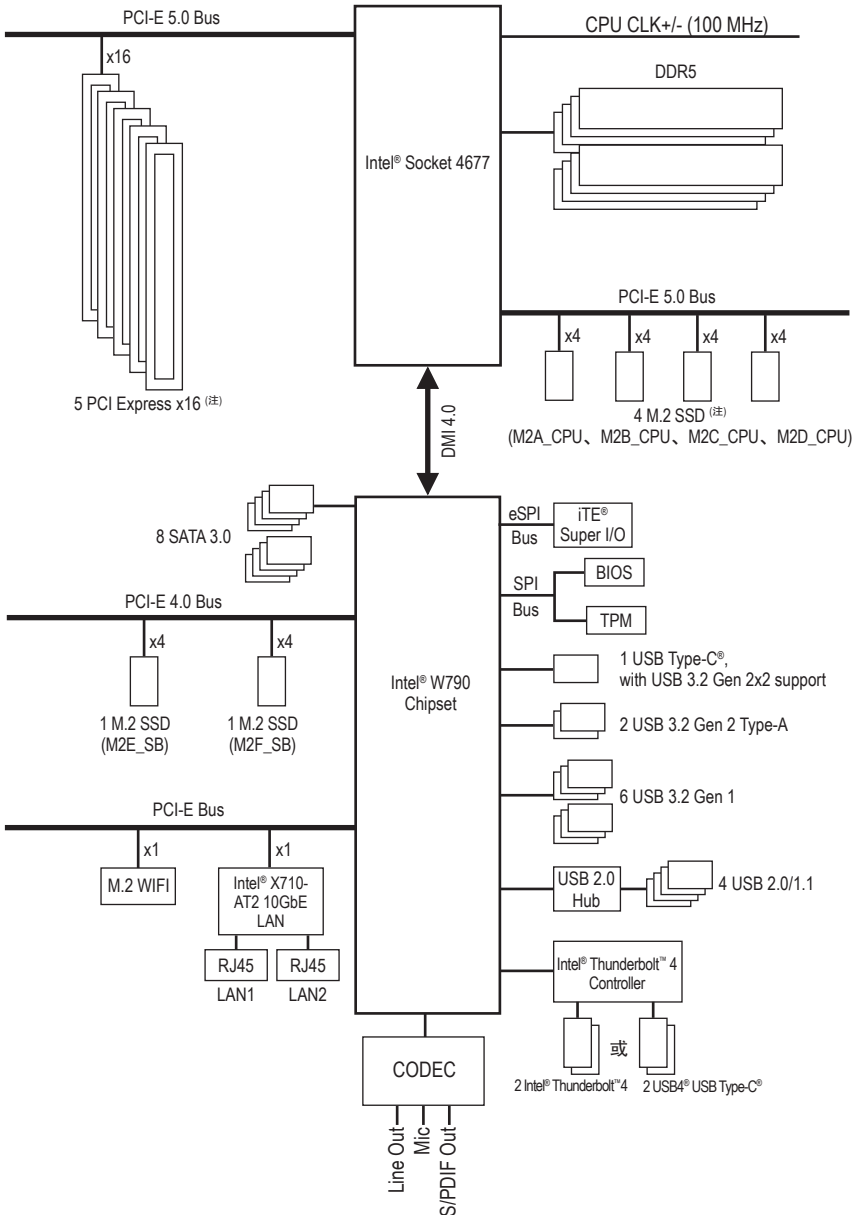 PCI-E 5.0 Bus
CPU CLK+/- (100 MHz)
x16
DDR5
Intel® Socket 4677
PCI-E 5.0 Bus
x4
x4
x4
x4
5 PCI Express x16 (注)
4 M.2 SSD (注)
(M2A_CPU、M2B_CPU、M2C_CPU、M2D_CPU)
DMI 4.0
8 SATA 3.0
eSPI
Bus
iTE®
Super I/O
SPI
Bus
BIOS
TPM
PCI-E 4.0 Bus
x4
x4
1 M.2 SSD
(M2E_SB)
1 M.2 SSD
(M2F_SB)
Intel® W790
Chipset
1 USB Type-C®,
with USB 3.2 Gen 2x2 support
2 USB 3.2 Gen 2 Type-A
6 USB 3.2 Gen 1
PCI-E Bus
x1
x1
M.2 WIFI
Intel® X710-
AT2 10GbE
LAN
RJ45
RJ45
LAN1
LAN2
USB 2.0
Hub
4 USB 2.0/1.1
Intel® Thunderbolt™ 4
Controller
或
2 Intel® Thunderbolt™4
2 USB4® USB Type-C®
CODEC
Line Out
Mic
S/PDIF Out